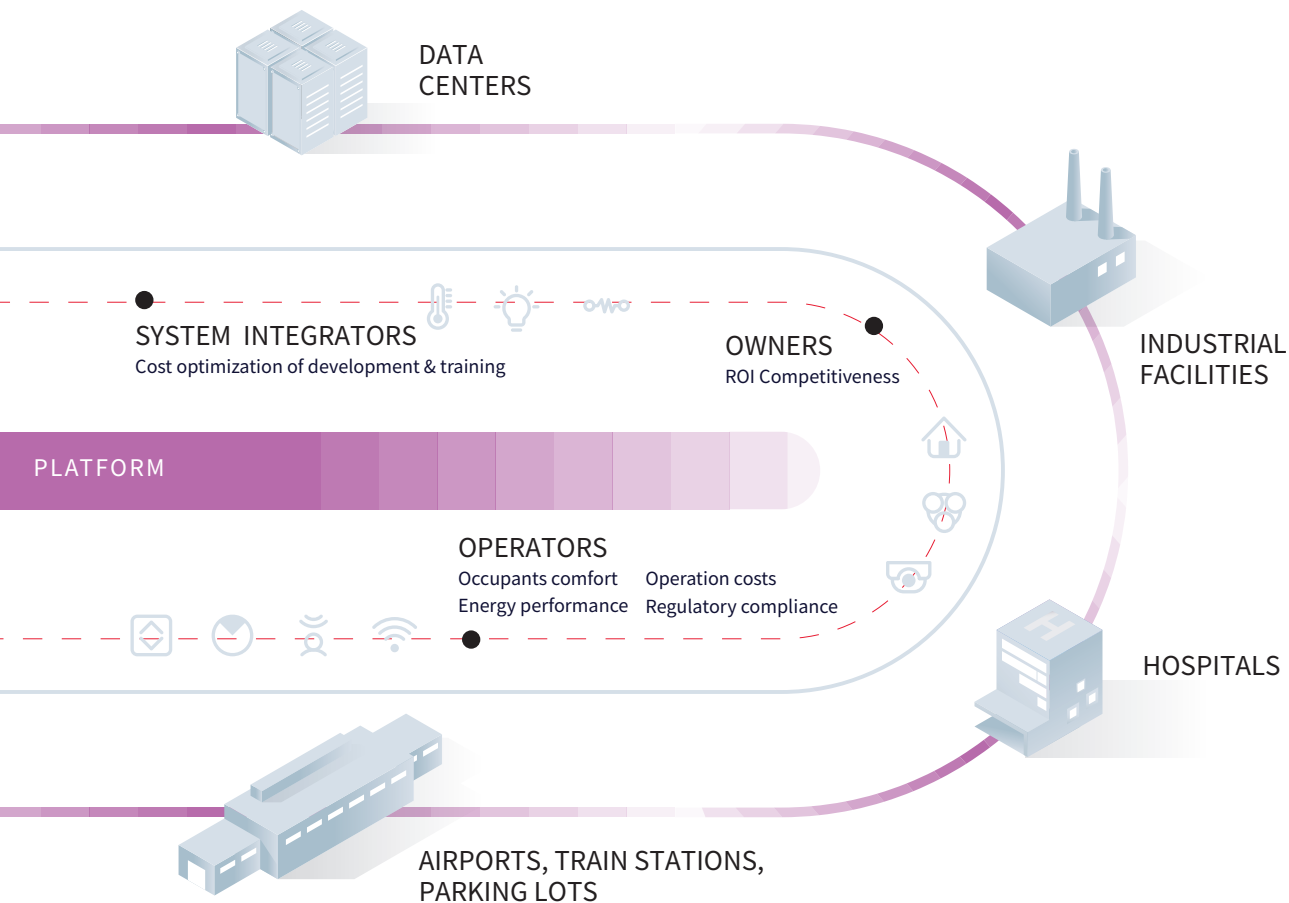 DATA
CENTERS
SYSTEM INTEGRATORS
Cost optimization of development & training
OWNERS
ROI Competitiveness
INDUSTRIAL
FACILITIES
PLATFORM
OPERATORS
Occupants comfort Operation costs
Energy performance Regulatory compliance
H
HOSPITALS
AIRPORTS, TRAIN STATIONS,
PARKING LOTS